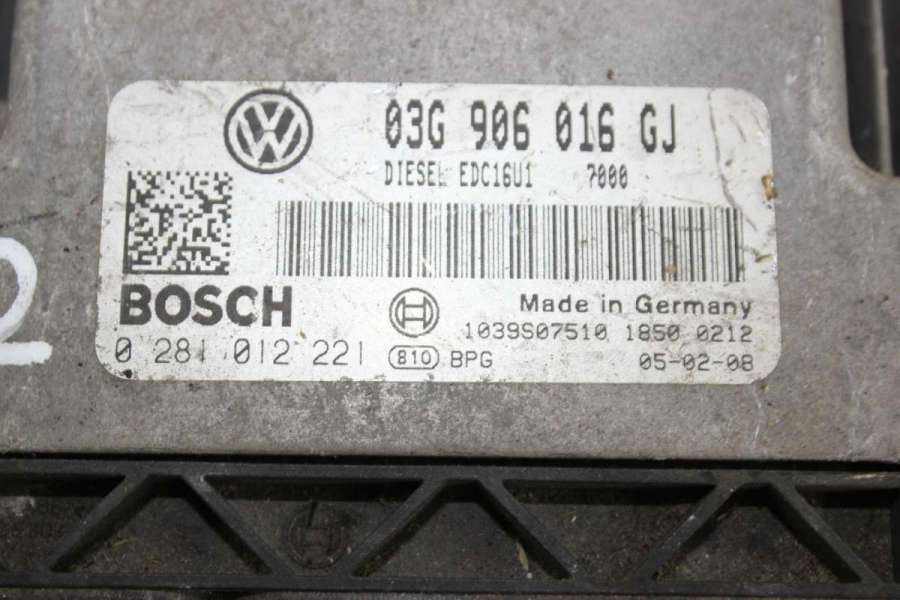 03G 906 016 GJ
DIESEL EDC16U1 7000
BOSCH
Made in Germany
1039S07510 1850 0212
0 281 012 221 810 BPG 05-02-08
2